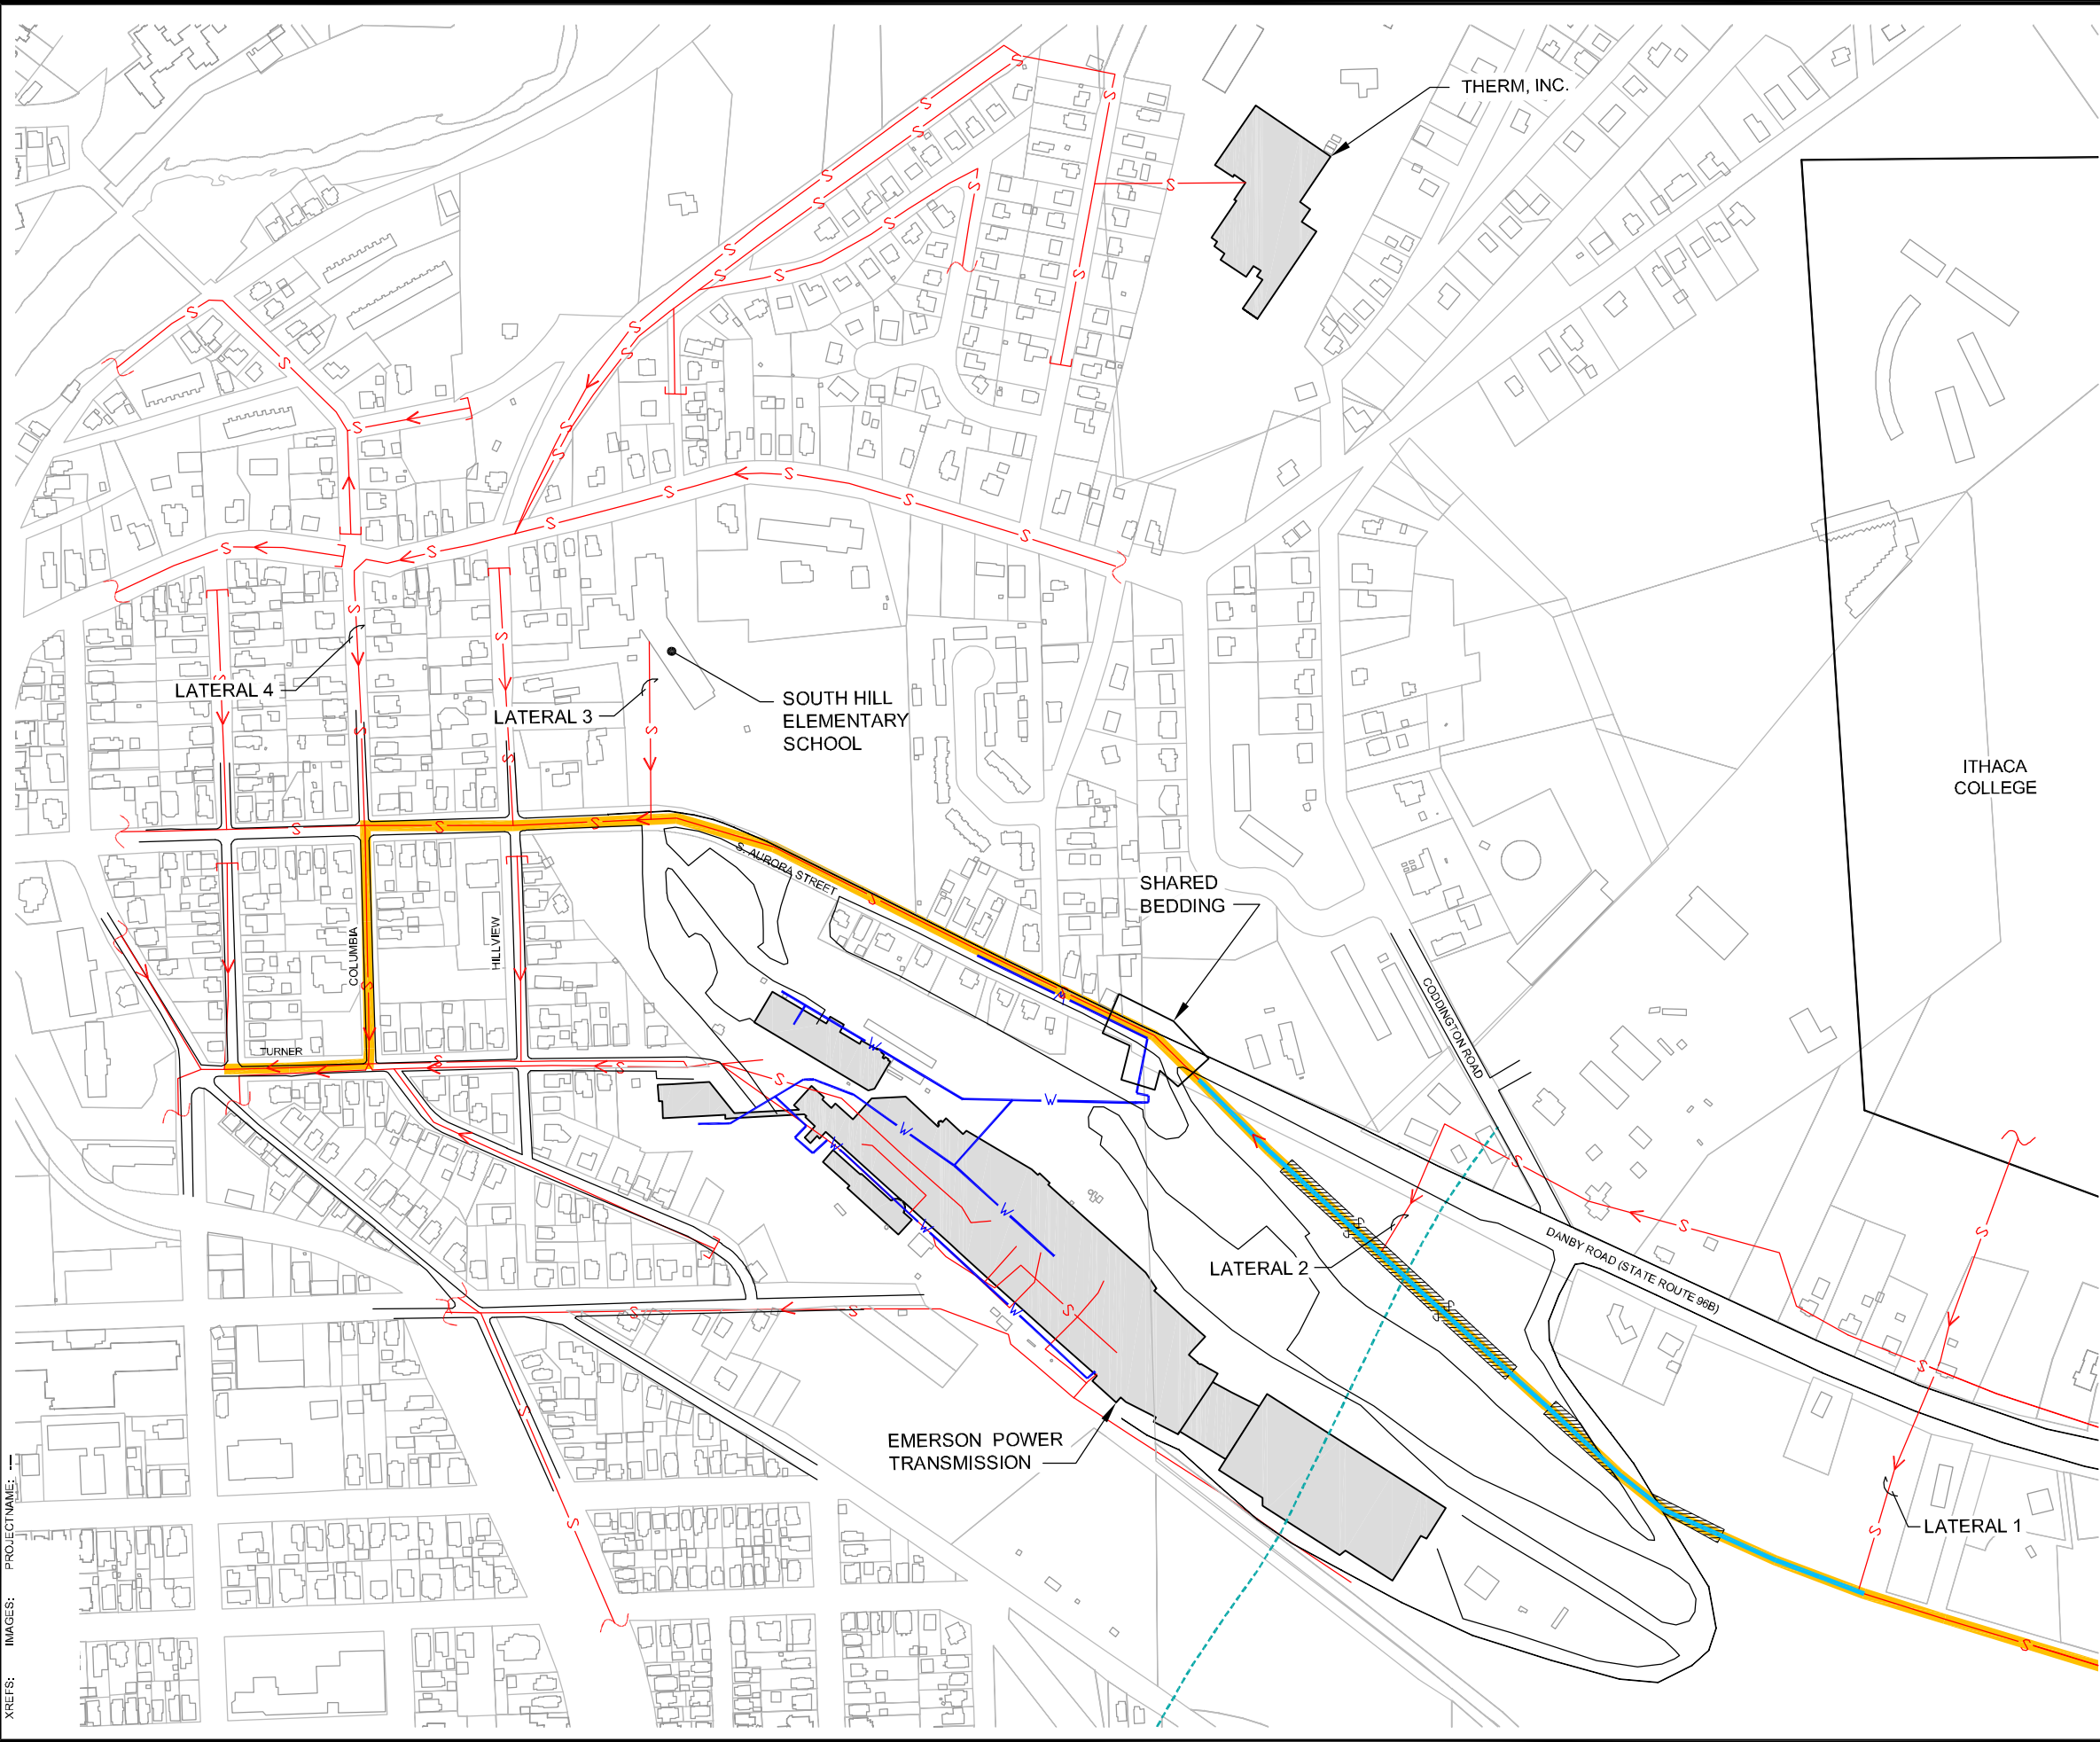 THERM, INC.
LATERAL 4
LATERAL 3
SOUTH HILL
ELEMENTARY
SCHOOL
ITHACA
COLLEGE
S. AURORA STREET
SHARED
BEDDING
COLUMBIA
HILLVIEW
CODDINGTON ROAD
TURNER
LATERAL 2
DANBY ROAD (STATE ROUTE 96B)
EMERSON POWER
TRANSMISSION
LATERAL 1
XREFS: IMAGES: PROJECTNAME: ---